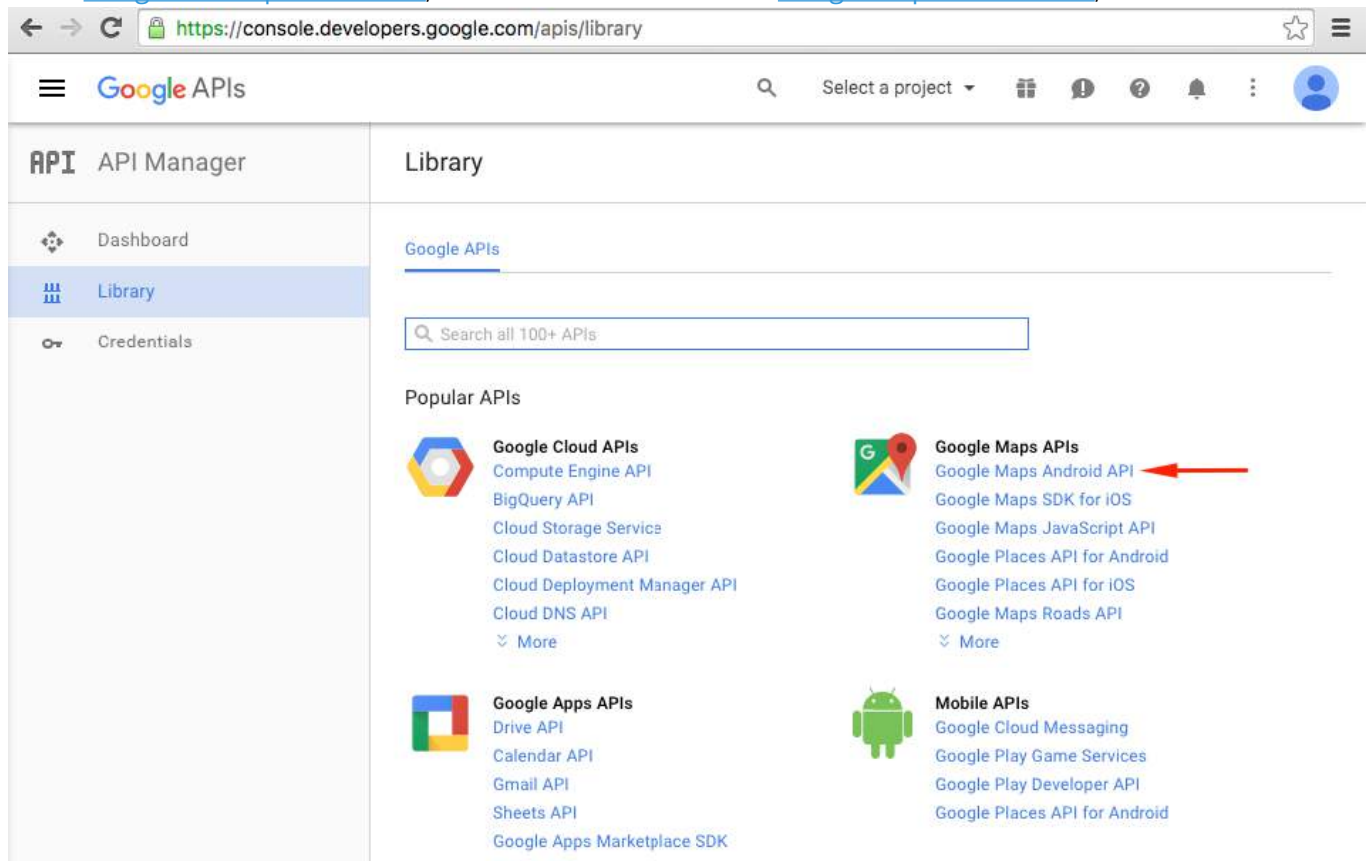 https://console.developers.google.com/apis/library
Google APIs
Select a project
API API Manager
Library
Dashboard
Library
Credentials
Google APIs
Search all 100+ APIs
Popular APIs
Google Cloud APIs
Compute Engine API
BigQuery API
Cloud Storage Service
Cloud Datastore API
Cloud Deployment Manager API
Cloud DNS API
More
G
Google Maps APIs
Google Maps Android API
Google Maps SDK for iOS
Google Maps JavaScript API
Google Places API for Android
Google Places API for iOS
Google Maps Roads API
More
Google Apps APIs
Drive API
Calendar API
Gmail API
Sheets API
Google Apps Marketplace SDK
Mobile APIs
Google Cloud Messaging
Google Play Game Services
Google Play Developer API
Google Places API for Android